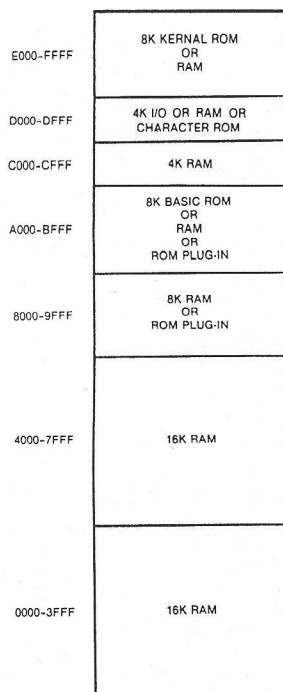 E000-FFFF
8K KERNAL ROM
OR
RAM
D000-DFFF
4K I/O OR RAM OR
CHARACTER ROM
C000-CFFF
4K RAM
A000-BFFF
8K BASIC ROM
OR
RAM
OR
ROM PLUG-IN
8000-9FFF
8K RAM
OR
ROM PLUG-IN
4000-7FFF
16K RAM
0000-3FFF
16K RAM